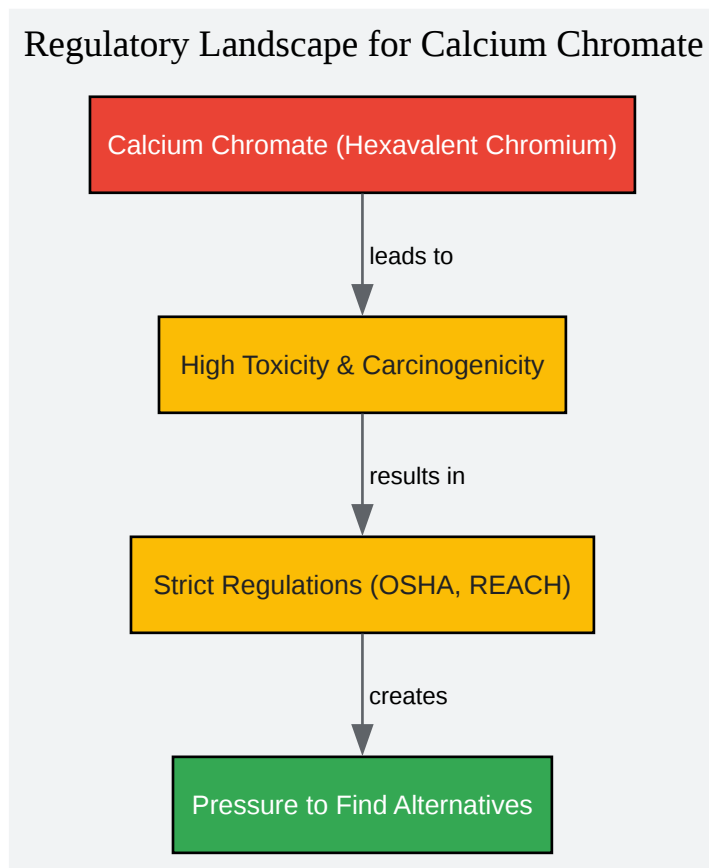 Regulatory Landscape for Calcium Chromate
Calcium Chromate (Hexavalent Chromium)
leads to
High Toxicity & Carcinogenicity
results in
Strict Regulations (OSHA, REACH)
creates
Pressure to Find Alternatives